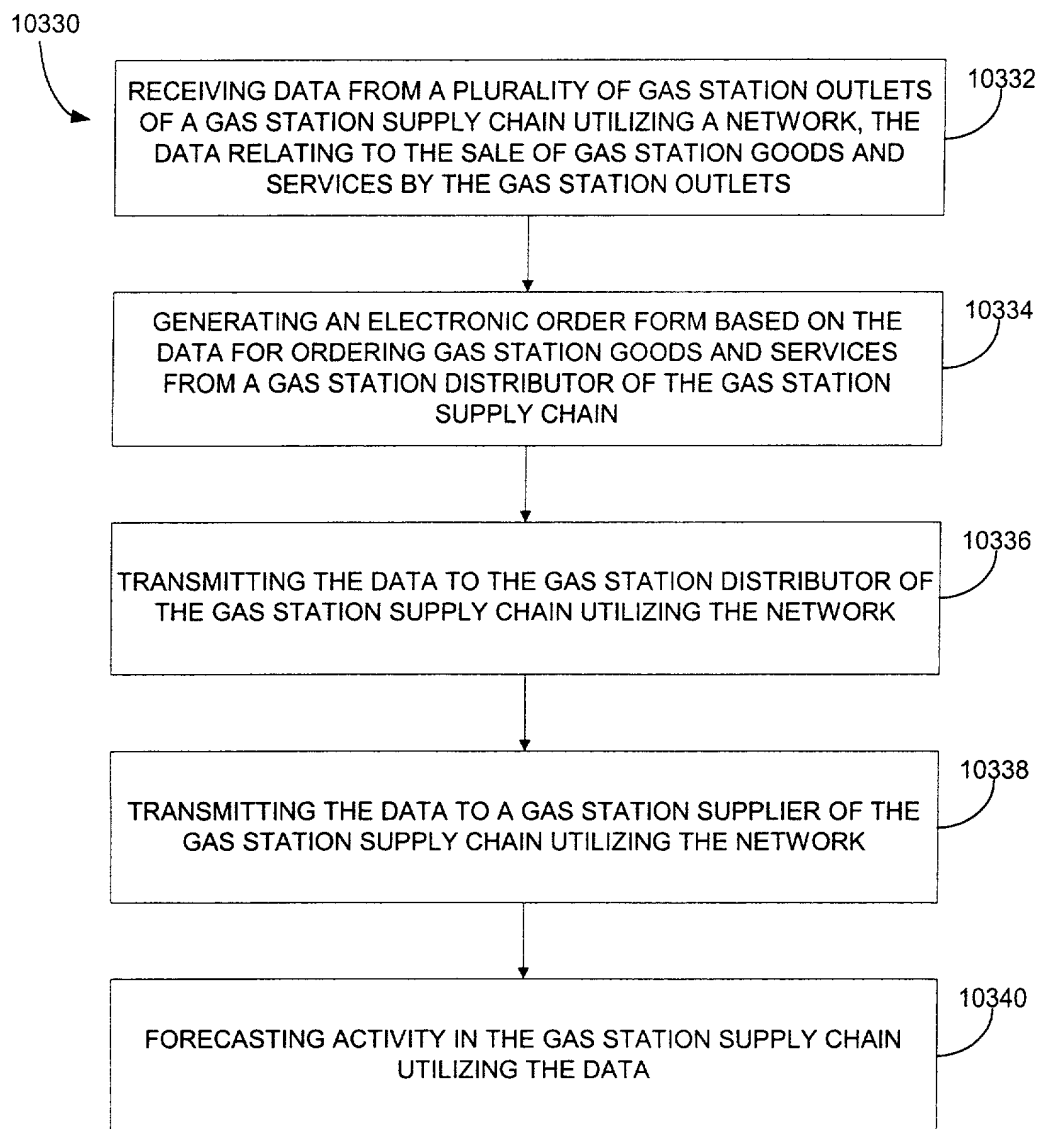 10330
RECEIVING DATA FROM A PLURALITY OF GAS STATION OUTLETS
OF A GAS STATION SUPPLY CHAIN UTILIZING A NETWORK, THE
DATA RELATING TO THE SALE OF GAS STATION GOODS AND
SERVICES BY THE GAS STATION OUTLETS
10332
GENERATING AN ELECTRONIC ORDER FORM BASED ON THE
DATA FOR ORDERING GAS STATION GOODS AND SERVICES
FROM A GAS STATION DISTRIBUTOR OF THE GAS STATION
SUPPLY CHAIN
10334
TRANSMITTING THE DATA TO THE GAS STATION DISTRIBUTOR OF
THE GAS STATION SUPPLY CHAIN UTILIZING THE NETWORK
10336
TRANSMITTING THE DATA TO A GAS STATION SUPPLIER OF THE
GAS STATION SUPPLY CHAIN UTILIZING THE NETWORK
10338
FORECASTING ACTIVITY IN THE GAS STATION SUPPLY CHAIN
UTILIZING THE DATA
10340